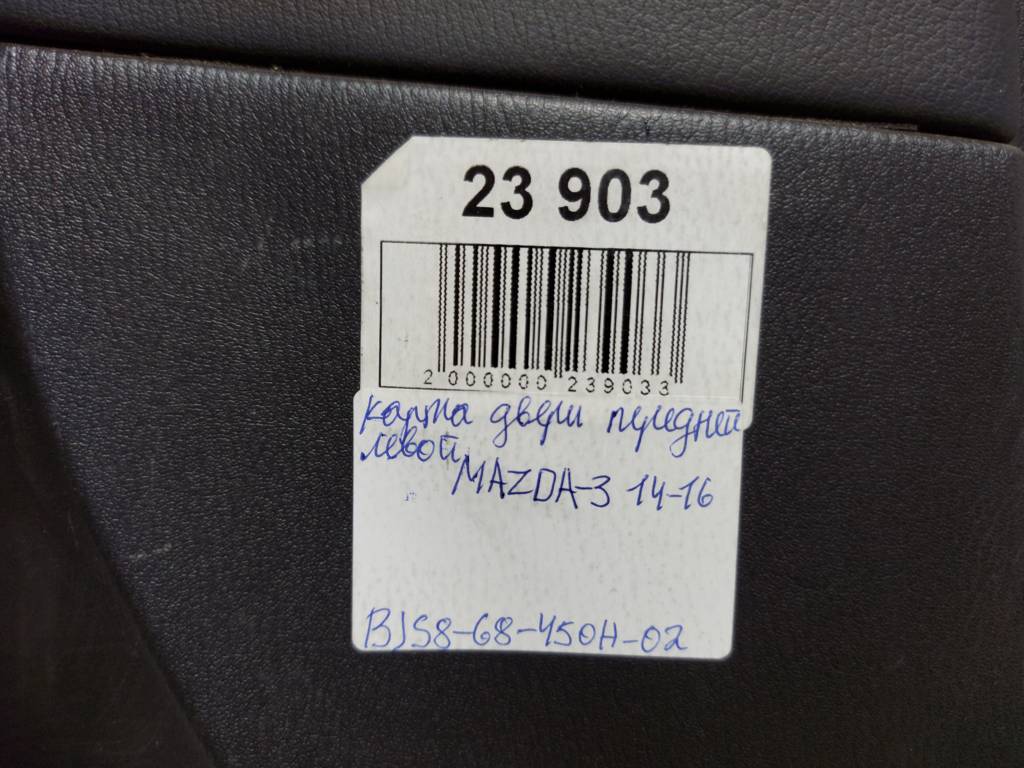 23 903
2 000000 239033
карта двери передней
левой
MAZDA-3 14-16
BJS8-68-450H-02